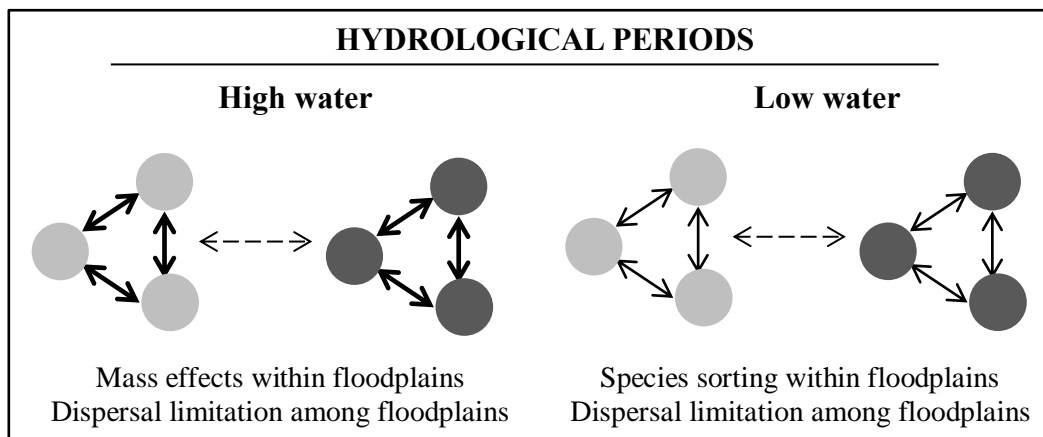 HYDROLOGICAL PERIODS
High water
Low water
Mass effects within floodplains
Dispersal limitation among floodplains
Species sorting within floodplains
Dispersal limitation among floodplains